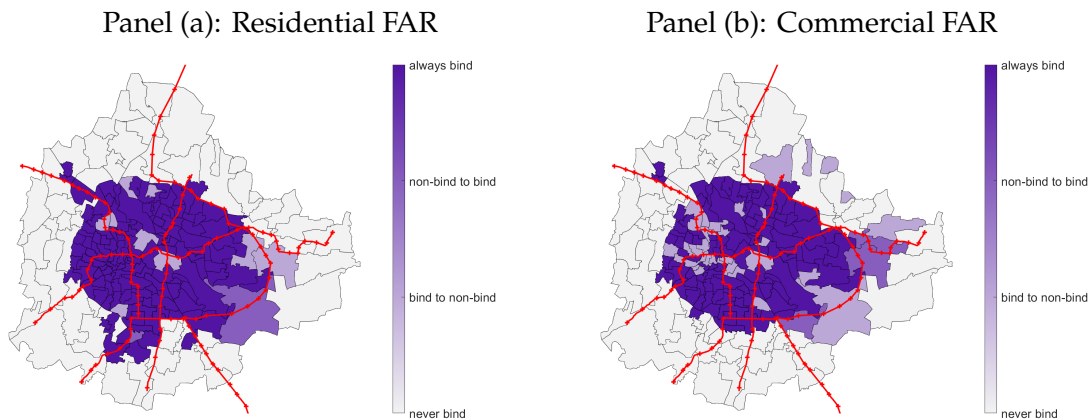 Panel (a): Residential FAR
always bind
non-bind to bind
bind to non-bind
never bind
Panel (b): Commercial FAR
always bind
non-bind to bind
bind to non-bind
never bind